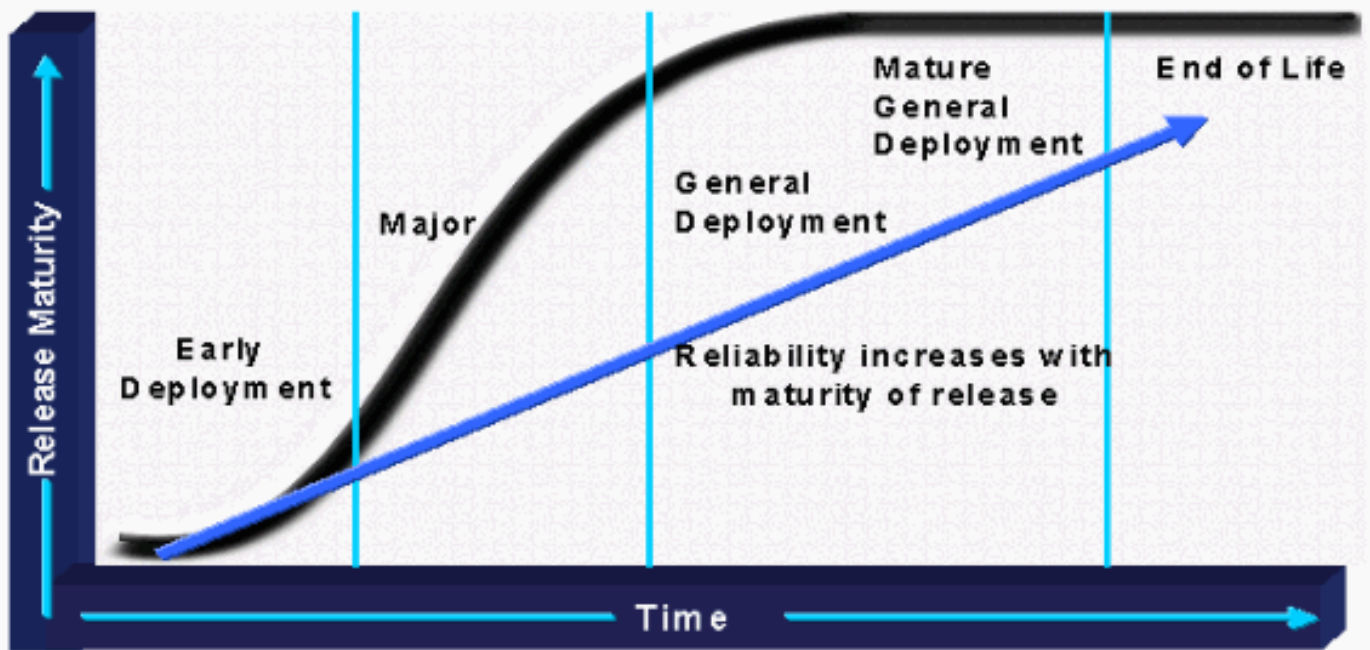 Mature
General
Deployment
End of Life
General
Deployment
Major
Early
Deployment
Reliability increases with
maturity of release
Release Maturity
Time